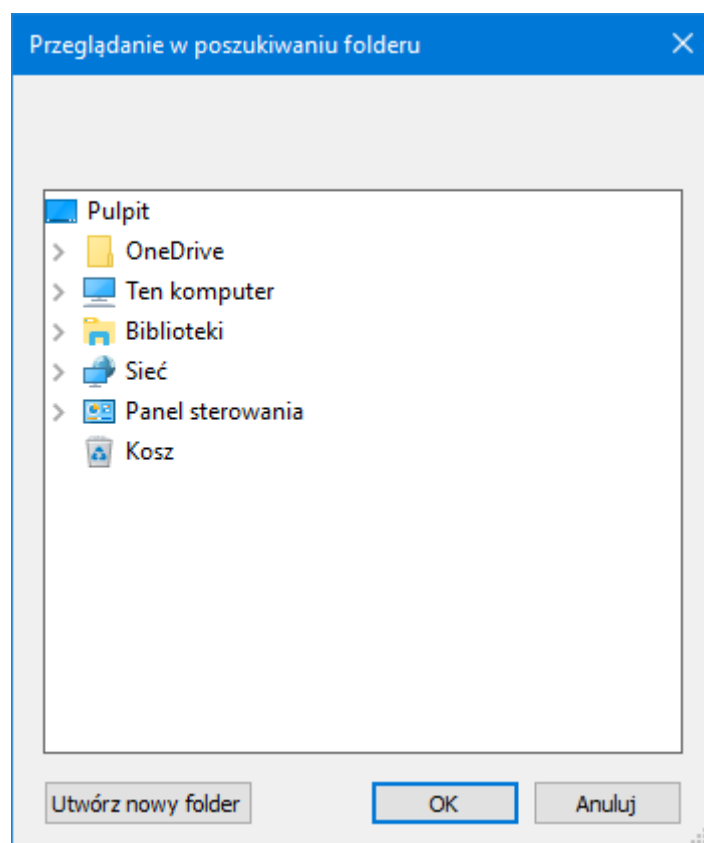 Przeglądanie w poszukiwaniu folderu
Pulpit
OneDrive
Ten komputer
Biblioteki
Sieć
Panel sterowania
Kosz
Utwórz nowy folder OK Anuluj